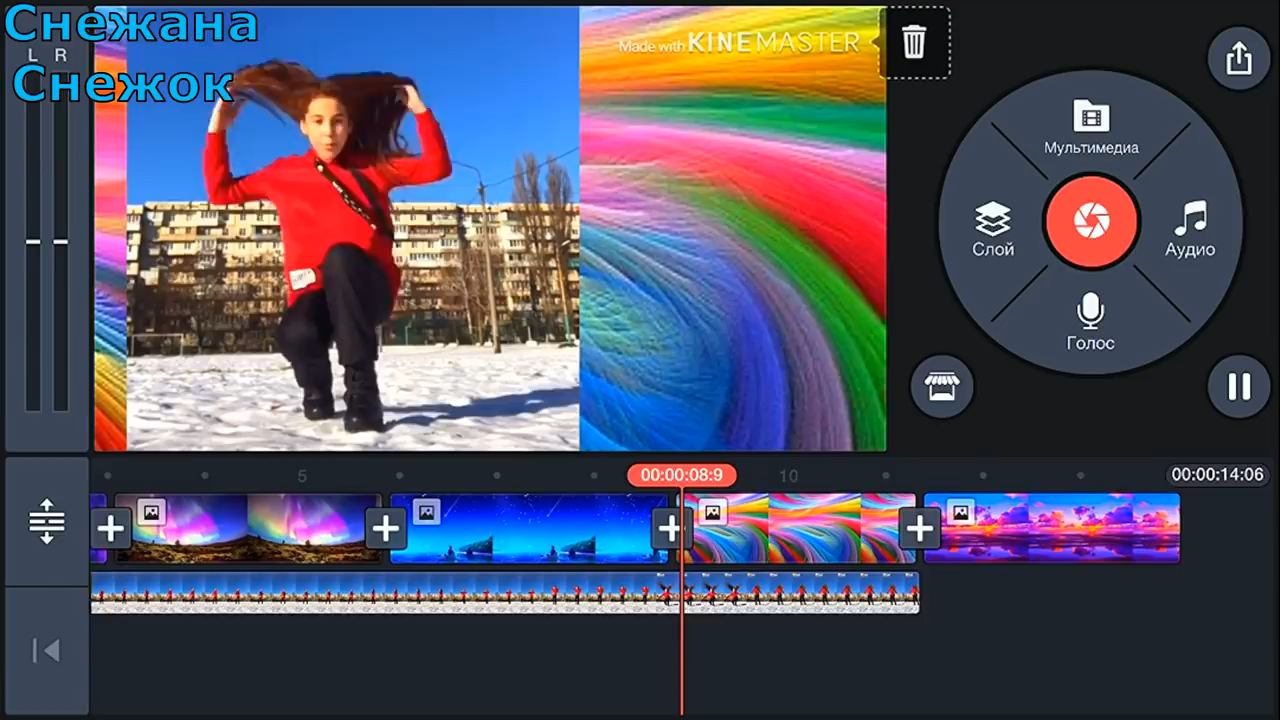 Снежана
L R
Снежок
Made with KINEMASTER
Мультимедиа
Слой
Аудио
Голос
5
00:00:08:9
10
00:00:14:06